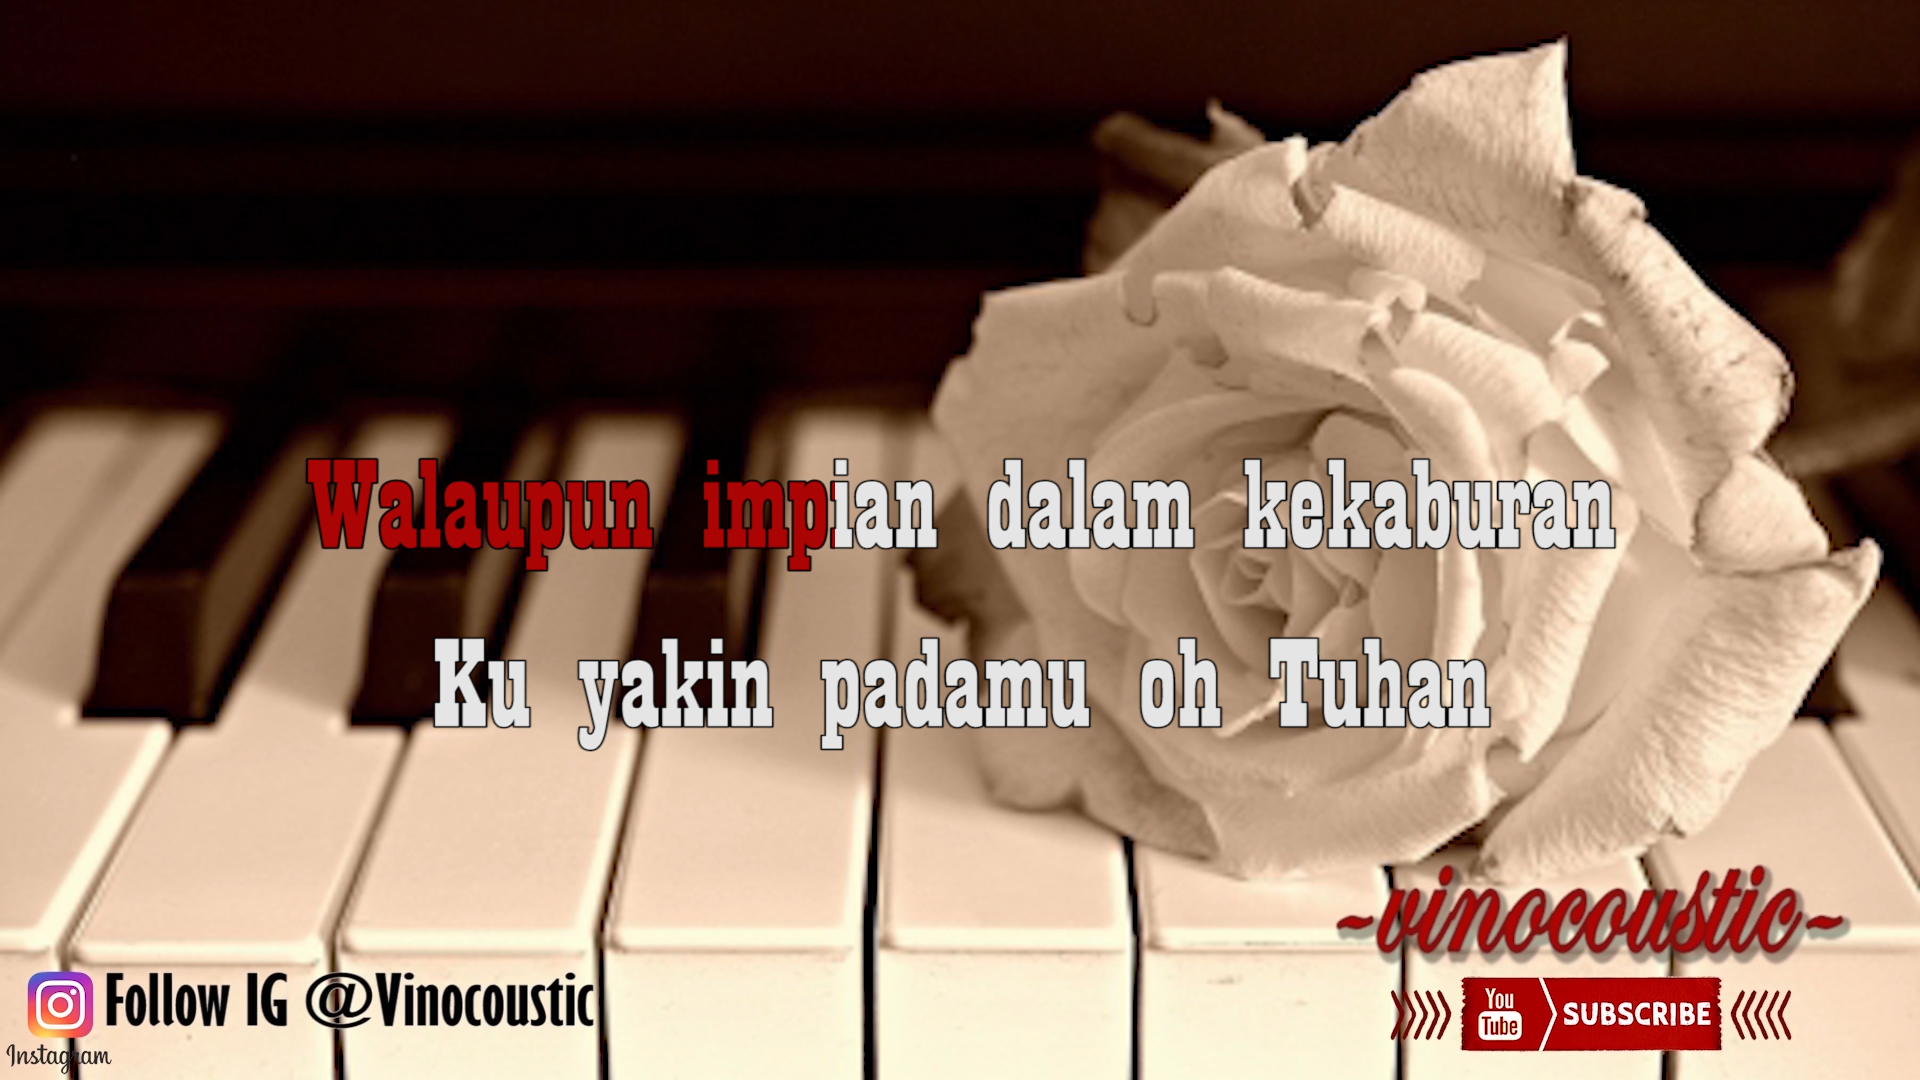 Walaupun impian dalam kekaburan
Ku yakin padamu oh Tuhan
~vinocoustic~
Follow IG @Vinocoustic
Instagram
You
Tube
SUBSCRIBE